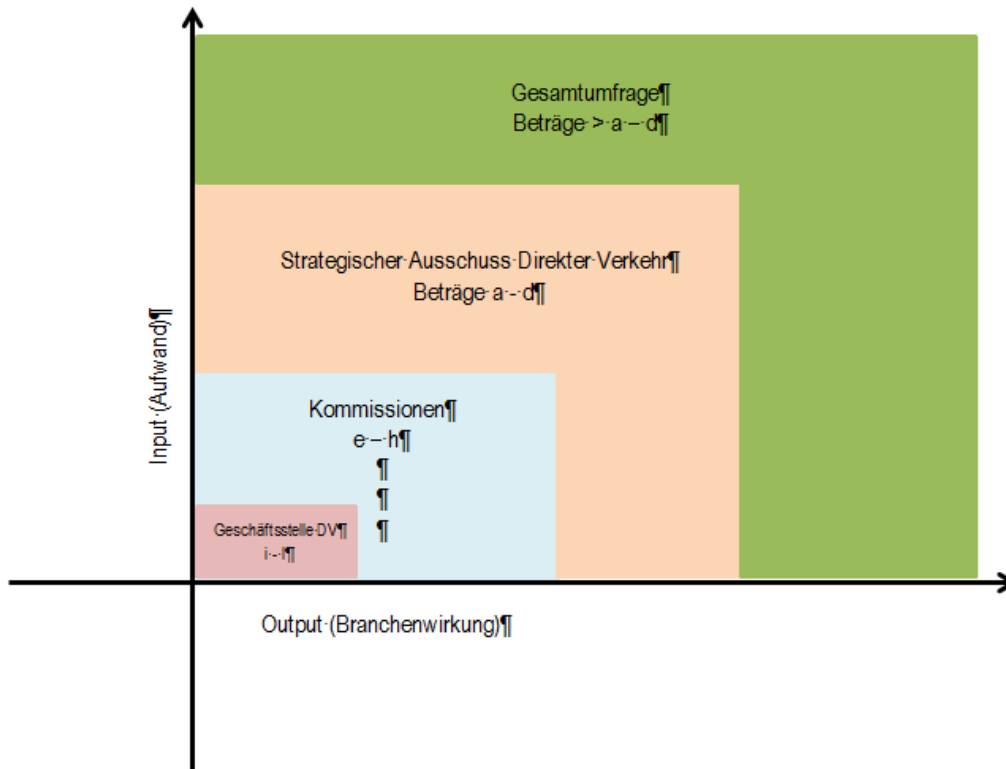 Gesamtumfrage¶
Beträge·>·a·–·d¶
Strategischer·Ausschuss·Direkter·Verkehr¶
Beträge·a·-·d¶
Input·(Aufwand)¶
Kommissionen¶
e·–·h¶
¶
¶
¶
Geschäftsstelle·DV¶
i·-·l¶
Output·(Branchenwirkung)¶